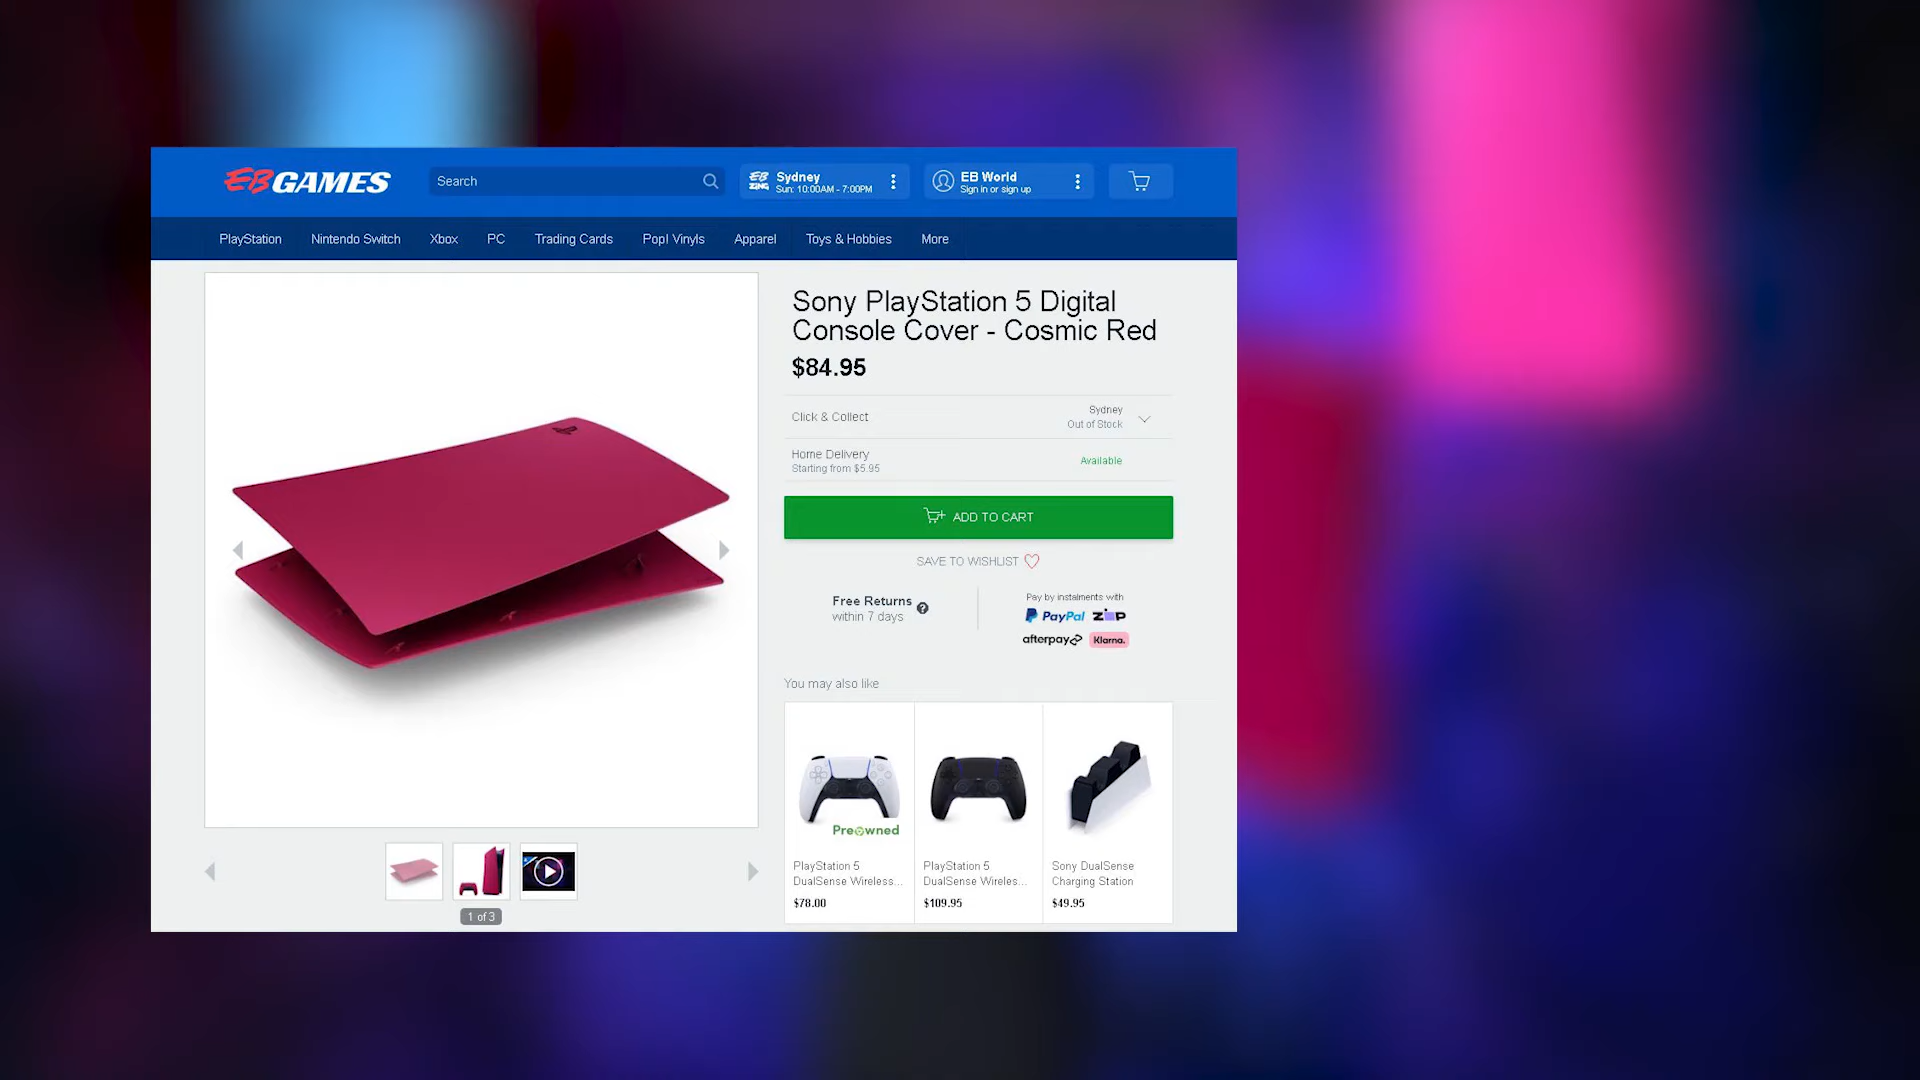 EB GAMES
Search
EB ZING
Sydney
Sun: 10:00AM - 7:00PM
EB World
Sign in or sign up
PlayStation
Nintendo Switch
Xbox
PC
Trading Cards
Pop! Vinyls
Apparel
Toys & Hobbies
More
Sony PlayStation 5 Digital
Console Cover - Cosmic Red
$84.95
Click & Collect
Sydney
Out of Stock
Home Delivery
Starting from $5.95
Available
ADD TO CART
SAVE TO WISHLIST
Free Returns
within 7 days
Pay by instalments with
PayPal
ZIP
afterpay
Klarna.
You may also like
Preowned
PlayStation 5
DualSense Wireless...
$78.00
PlayStation 5
DualSense Wireles...
$109.95
Sony DualSense
Charging Station
$49.95
1 of 3